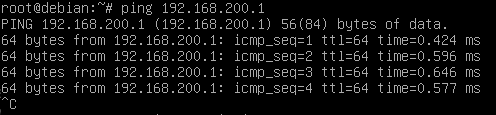 root@debian:~# ping 192.168.200.1
PING 192.168.200.1 (192.168.200.1) 56(84) bytes of data.
64 bytes from 192.168.200.1: icmp_seq=1 ttl=64 time=0.424 ms
64 bytes from 192.168.200.1: icmp_seq=2 ttl=64 time=0.596 ms
64 bytes from 192.168.200.1: icmp_seq=3 ttl=64 time=0.646 ms
64 bytes from 192.168.200.1: icmp_seq=4 ttl=64 time=0.577 ms
^C